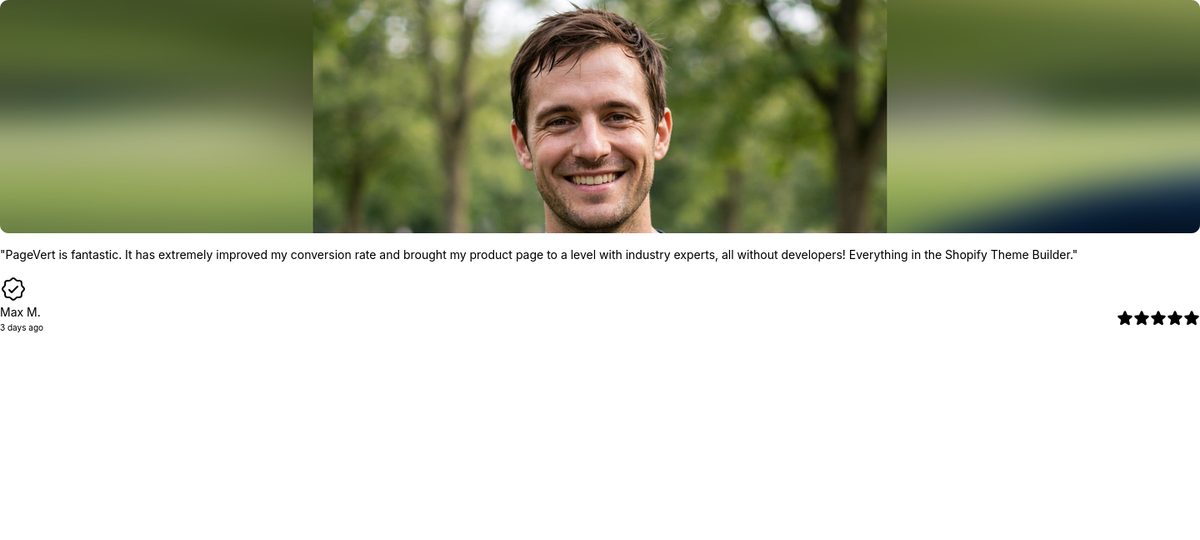 "PageVert is fantastic. It has extremely improved my conversion rate and brought my product page to a level with industry experts, all without developers! Everything in the Shopify Theme Builder."
Max M.
3 days ago